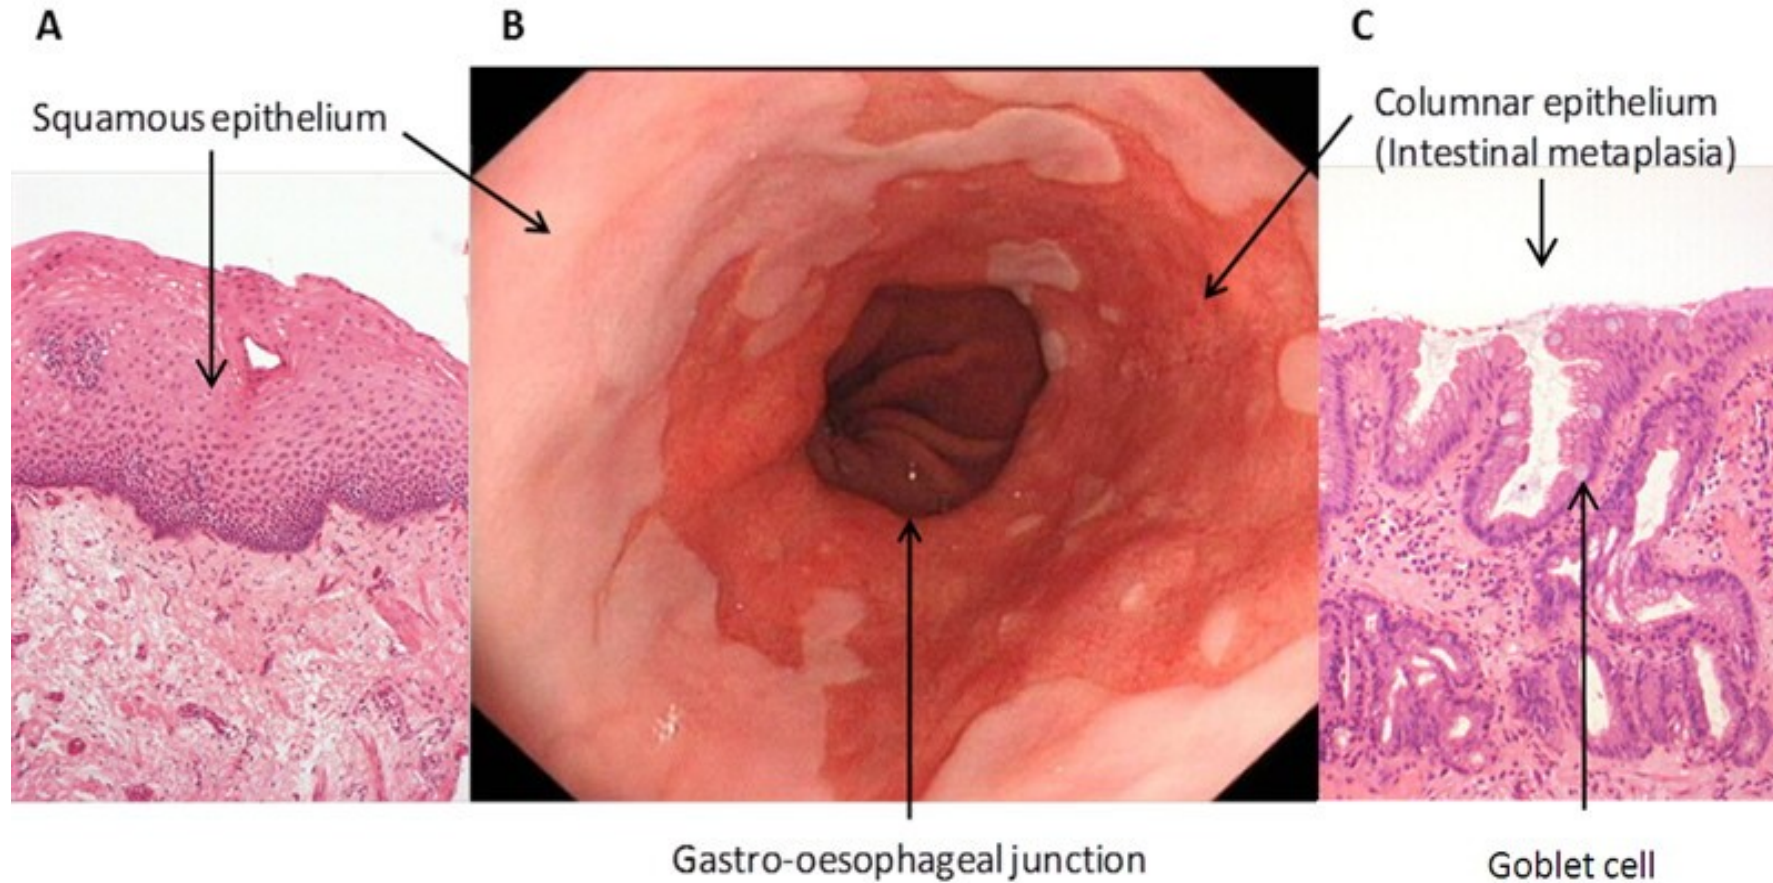 A
B
C
Squamous epithelium
Columnar epithelium
(Intestinal metaplasia)
Gastro-oesophageal junction
Goblet cell